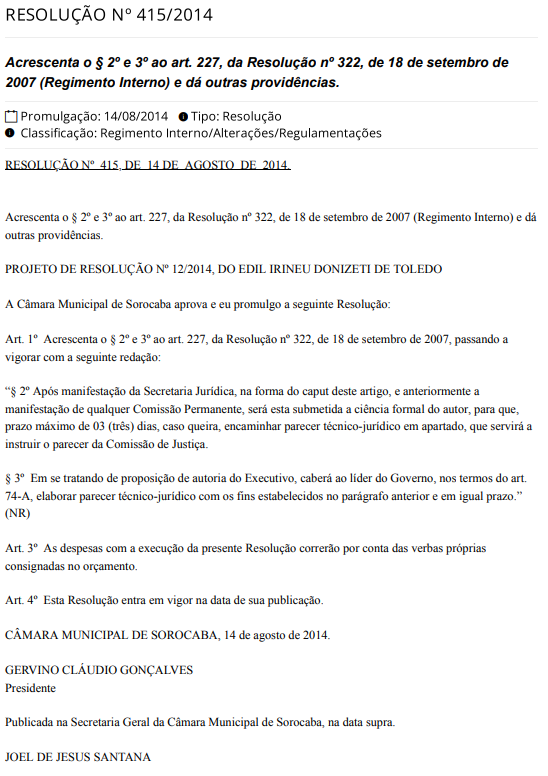 RESOLUÇÃO Nº 415/2014
Acrescenta o § 2º e 3º ao art. 227, da Resolução nº 322, de 18 de setembro de
2007 (Regimento Interno) e dá outras providências.
Promulgação: 14/08/2014 Tipo: Resolução
Classificação: Regimento Interno/Alterações/Regulamentações
RESOLUÇÃO Nº 415, DE 14 DE AGOSTO DE 2014.
Acrescenta o § 2º e 3º ao art. 227, da Resolução nº 322, de 18 de setembro de 2007 (Regimento Interno) e dá
outras providências.
PROJETO DE RESOLUÇÃO Nº 12/2014, DO EDIL IRINEU DONIZETI DE TOLEDO
A Câmara Municipal de Sorocaba aprova e eu promulgo a seguinte Resolução:
Art. 1º Acrescenta o § 2º e 3º ao art. 227, da Resolução nº 322, de 18 de setembro de 2007, passando a
vigorar com a seguinte redação:
“§ 2º Após manifestação da Secretaria Jurídica, na forma do caput deste artigo, e anteriormente a
manifestação de qualquer Comissão Permanente, será esta submetida a ciência formal do autor, para que,
prazo máximo de 03 (três) dias, caso queira, encaminhar parecer técnico-jurídico em apartado, que servirá a
instruir o parecer da Comissão de Justiça.
§ 3º Em se tratando de proposição de autoria do Executivo, caberá ao líder do Governo, nos termos do art.
74-A, elaborar parecer técnico-jurídico com os fins estabelecidos no parágrafo anterior e em igual prazo.”
(NR)
Art. 3º As despesas com a execução da presente Resolução correrão por conta das verbas próprias
consignadas no orçamento.
Art. 4º Esta Resolução entra em vigor na data de sua publicação.
CÂMARA MUNICIPAL DE SOROCABA, 14 de agosto de 2014.
GERVINO CLÁUDIO GONÇALVES
Presidente
Publicada na Secretaria Geral da Câmara Municipal de Sorocaba, na data supra.
JOEL DE JESUS SANTANA